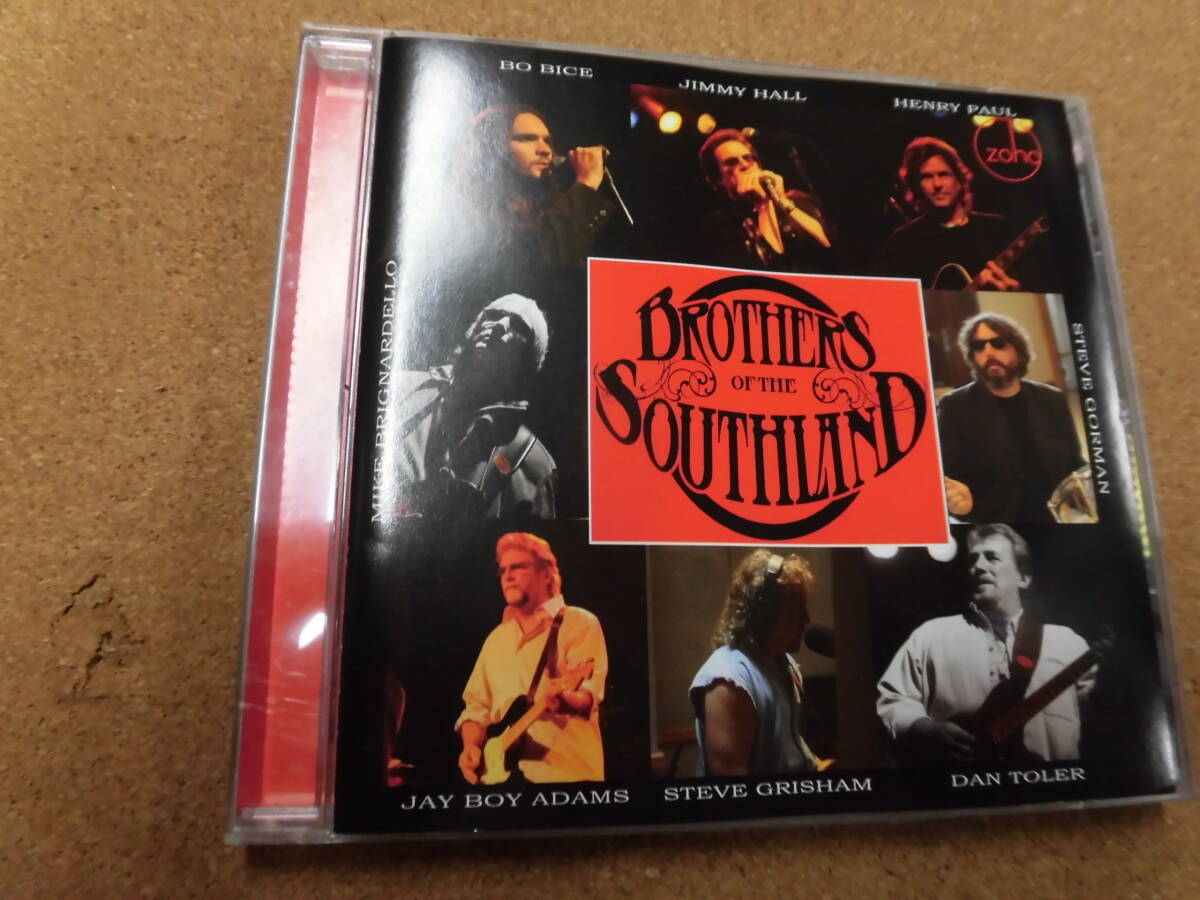 BO BICE
JIMMY HALL
HENRY PAUL
zoho
MIKE BRIGNARDELLO
BROTHERS
OF THE
SOUTHLAND
STEVE GORMAN
JAY BOY ADAMS
STEVE GRISHAM
DAN TOLER